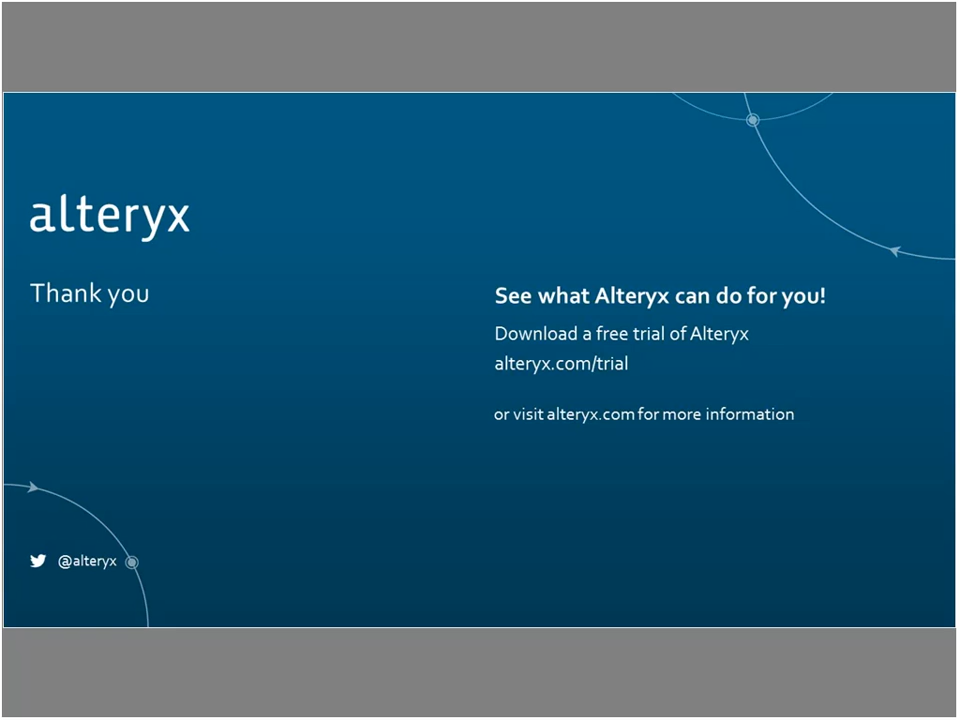 alteryx
Thank you
See what Alteryx can do for you!
Download a free trial of Alteryx
alteryx.com/trial
or visit alteryx.com for more information
@alteryx